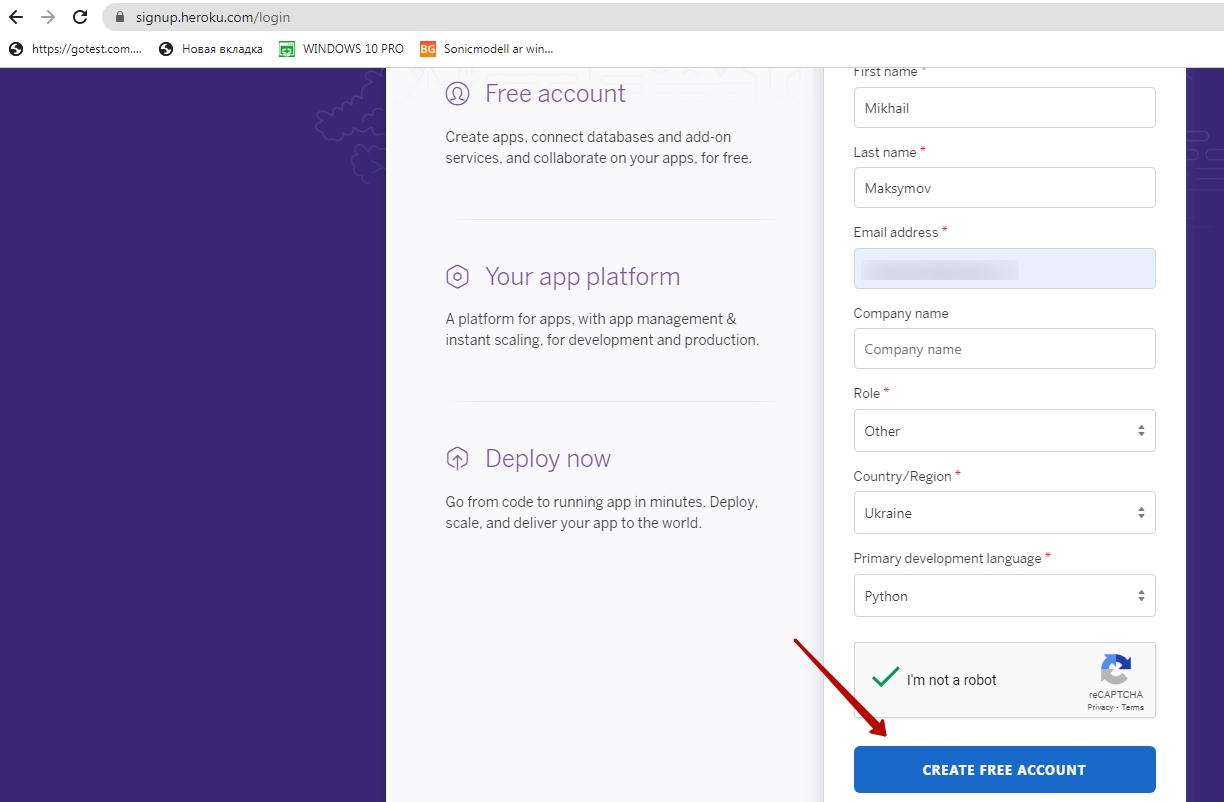 signup.heroku.com/login
https://gotest.com....
Новая вкладка
WINDOWS 10 PRO
BG
Sonicmodell ar win...
Free account
Create apps, connect databases and add-on
services, and collaborate on your apps, for free.
Your app platform
A platform for apps, with app management &
instant scaling, for development and production.
Deploy now
Go from code to running app in minutes. Deploy,
scale, and deliver your app to the world.
First name *
Mikhail
Last name *
Maksymov
Email address *
Company name
Company name
Role *
Other
Country/Region *
Ukraine
Primary development language *
Python
I'm not a robot
reCAPTCHA
Privacy - Terms
CREATE FREE ACCOUNT